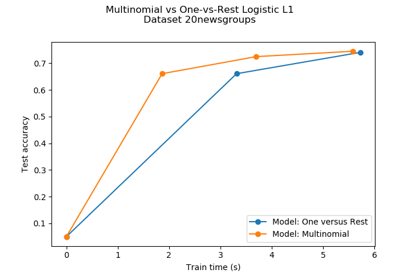 Multinomial vs One-vs-Rest Logistic L1
Dataset 20newsgroups
0.7
0.6
0.5
0.4
0.3
0.2
0.1
Test accuracy
Model: One versus Rest
Model: Multinomial
0 1 2 3 4 5 6
Train time (s)